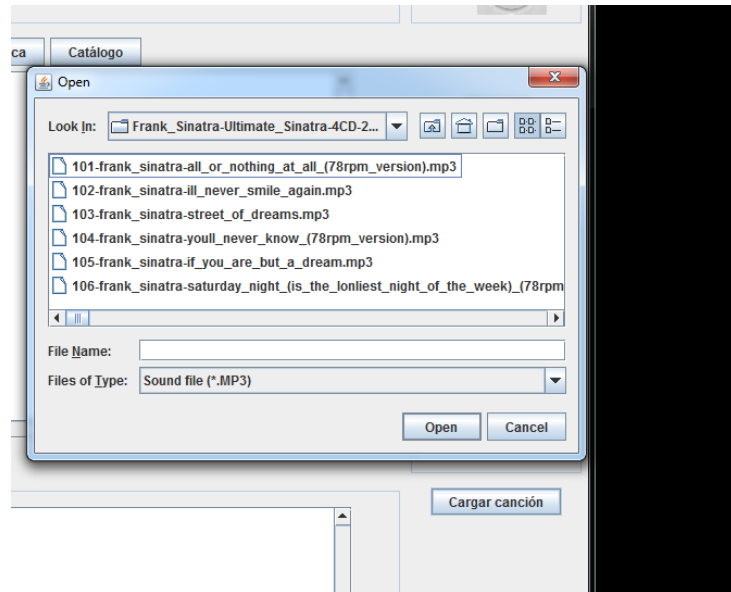 ca
Catálogo
Open
Look In:
Frank_Sinatra-Ultimate_Sinatra-4CD-2...
101-frank_sinatra-all_or_nothing_at_all_(78rpm_version).mp3
102-frank_sinatra-ill_never_smile_again.mp3
103-frank_sinatra-street_of_dreams.mp3
104-frank_sinatra-youll_never_know_(78rpm_version).mp3
105-frank_sinatra-if_you_are_but_a_dream.mp3
106-frank_sinatra-saturday_night_(is_the_lonliest_night_of_the_week)_(78rpm
File Name:
Files of Type:
Sound file (*.MP3)
Open
Cancel
Cargar canción